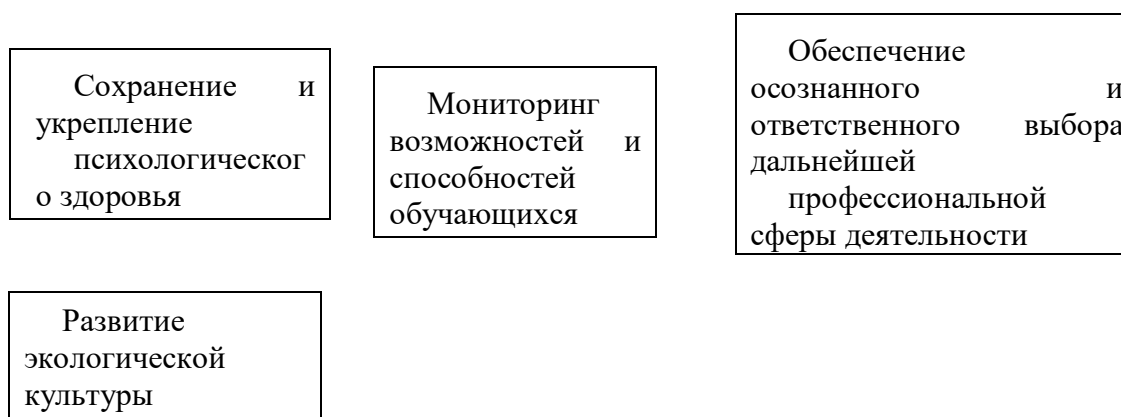 Сохранение и
укрепление
психологическог
о здоровья
Мониторинг
возможностей и
способностей
обучающихся
Обеспечение
осознанного и
ответственного выбора
дальнейшей
профессиональной
сферы деятельности
Развитие
экологической
культуры